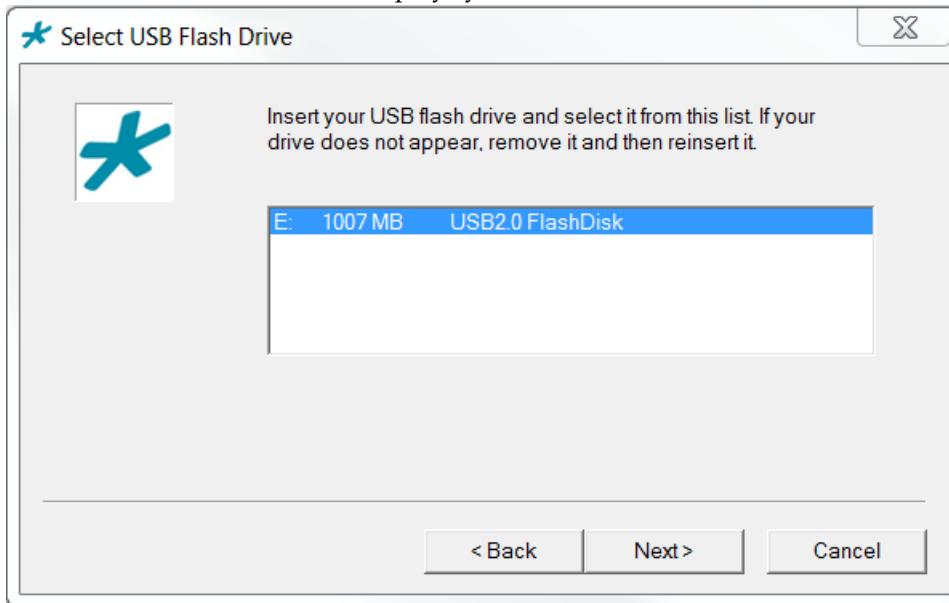 Select USB Flash Drive
Insert your USB flash drive and select it from this list. If your
drive does not appear, remove it and then reinsert it.
E: 1007 MB USB2.0 FlashDisk
< Back Next > Cancel